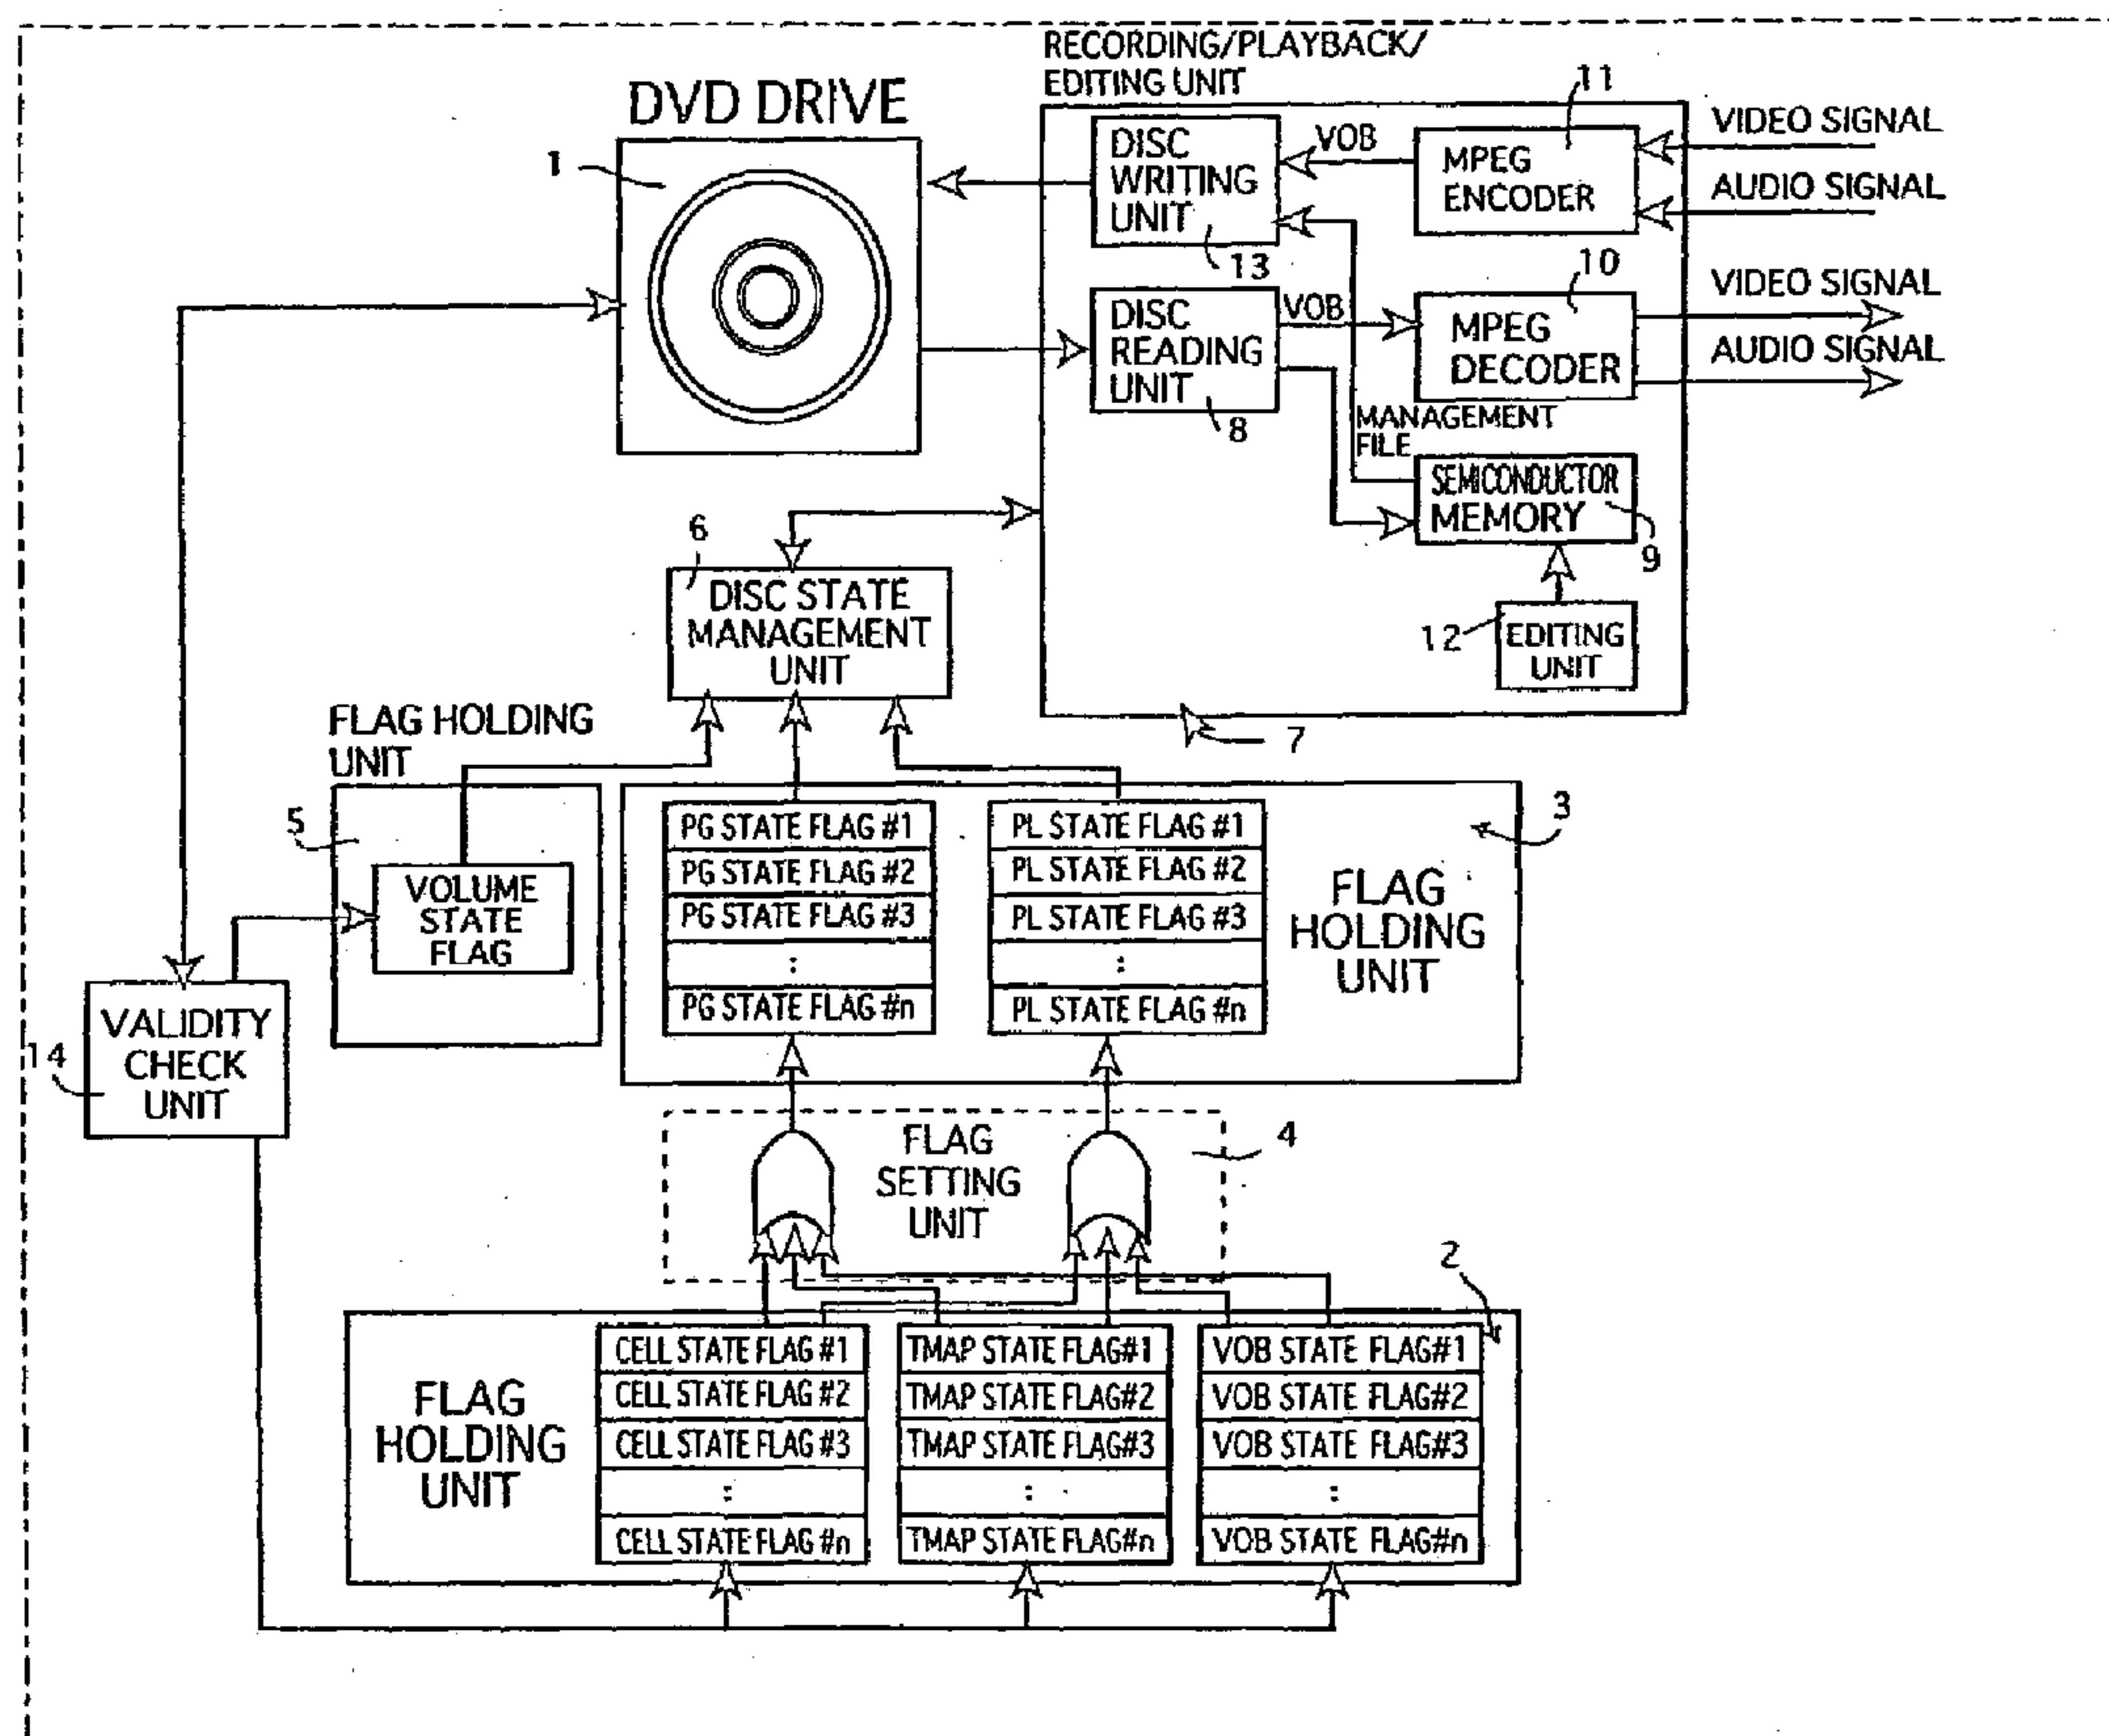 RECORDING/PLAYBACK/
EDITING UNIT
DVD DRIVE
1
DISC
WRITING
UNIT
13
VOB
11
MPEG
ENCODER
VIDEO SIGNAL
AUDIO SIGNAL
DISC
READING
UNIT
8
VOB
10
MPEG
DECODER
VIDEO SIGNAL
AUDIO SIGNAL
MANAGEMENT
FILE
SEMICONDUCTOR
MEMORY
9
12
EDITING
UNIT
7
6
DISC STATE
MANAGEMENT
UNIT
FLAG HOLDING
UNIT
5
VOLUME
STATE
FLAG
PG STATE FLAG #1
PG STATE FLAG #2
PG STATE FLAG #3
:
PG STATE FLAG #n
PL STATE FLAG #1
PL STATE FLAG #2
PL STATE FLAG #3
:
PL STATE FLAG #n
3
FLAG
HOLDING
UNIT
VALIDITY
CHECK
UNIT
14
FLAG
SETTING
UNIT
4
2
FLAG
HOLDING
UNIT
CELL STATE FLAG #1
CELL STATE FLAG #2
CELL STATE FLAG #3
:
CELL STATE FLAG #n
TMAP STATE FLAG#1
TMAP STATE FLAG#2
TMAP STATE FLAG#3
:
TMAP STATE FLAG#n
VOB STATE FLAG#1
VOB STATE FLAG#2
VOB STATE FLAG#3
:
VOB STATE FLAG#n